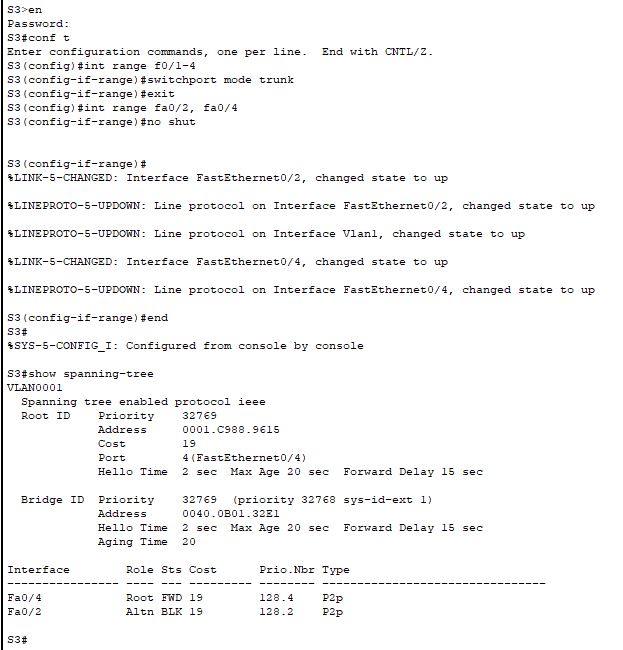 S3>en
Password:
S3#conf t
Enter configuration commands, one per line.  End with CNTL/Z.
S3(config)#int range f0/1-4
S3(config-if-range)#switchport mode trunk
S3(config-if-range)#exit
S3(config)#int range fa0/2, fa0/4
S3(config-if-range)#no shut
S3(config-if-range)#
%LINK-5-CHANGED: Interface FastEthernet0/2, changed state to up
%LINEPROTO-5-UPDOWN: Line protocol on Interface FastEthernet0/2, changed state to up
%LINEPROTO-5-UPDOWN: Line protocol on Interface Vlan1, changed state to up
%LINK-5-CHANGED: Interface FastEthernet0/4, changed state to up
%LINEPROTO-5-UPDOWN: Line protocol on Interface FastEthernet0/4, changed state to up
S3(config-if-range)#end
S3#
%SYS-5-CONFIG_I: Configured from console by console
S3#show spanning-tree
VLAN0001
  Spanning tree enabled protocol ieee
  Root ID    Priority    32769
             Address     0001.C988.9615
             Cost        19
             Port        4(FastEthernet0/4)
             Hello Time  2 sec  Max Age 20 sec  Forward Delay 15 sec
  Bridge ID  Priority    32769  (priority 32768 sys-id-ext 1)
             Address     0040.0B01.32E1
             Hello Time  2 sec  Max Age 20 sec  Forward Delay 15 sec
             Aging Time  20
Interface        Role Sts Cost      Prio.Nbr Type
---------------- ---- --- --------- -------- --------------------------------
Fa0/4            Root FWD 19        128.4    P2p
Fa0/2            Altn BLK 19        128.2    P2p
S3#